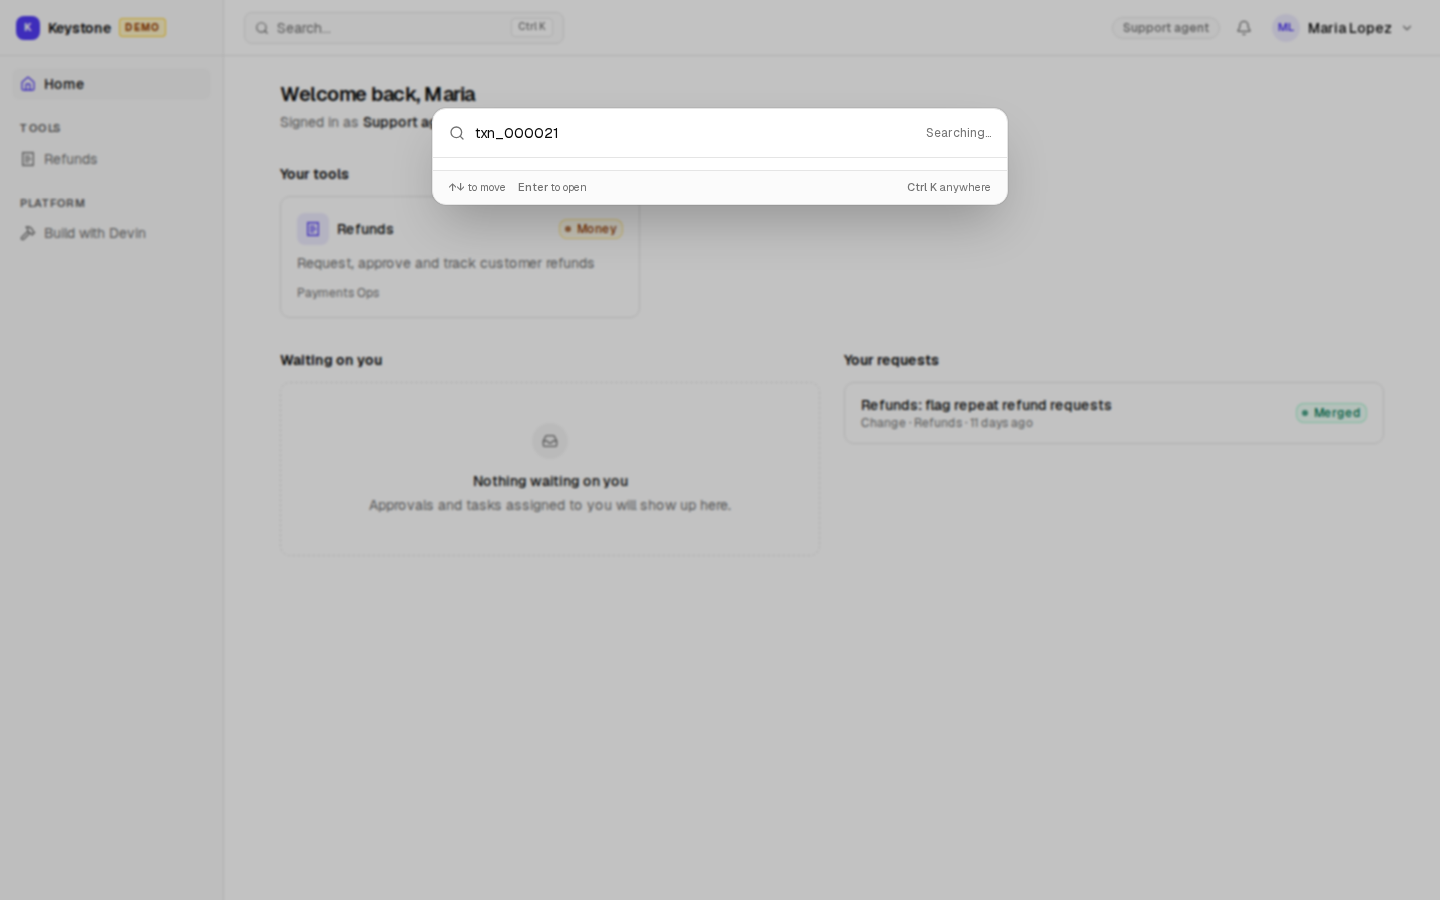 K Keystone DEMO
Search... Ctrl K
Support agent
ML Maria Lopez
Home
TOOLS
Refunds
PLATFORM
Build with Devin
Welcome back, Maria
Signed in as Support ag
txn_000021 Searching...
↑↓ to move Enter to open Ctrl K anywhere
Your tools
Refunds Money
Request, approve and track customer refunds
Payments Ops
Waiting on you
Nothing waiting on you
Approvals and tasks assigned to you will show up here.
Your requests
Refunds: flag repeat refund requests
Change · Refunds · 11 days ago
Merged